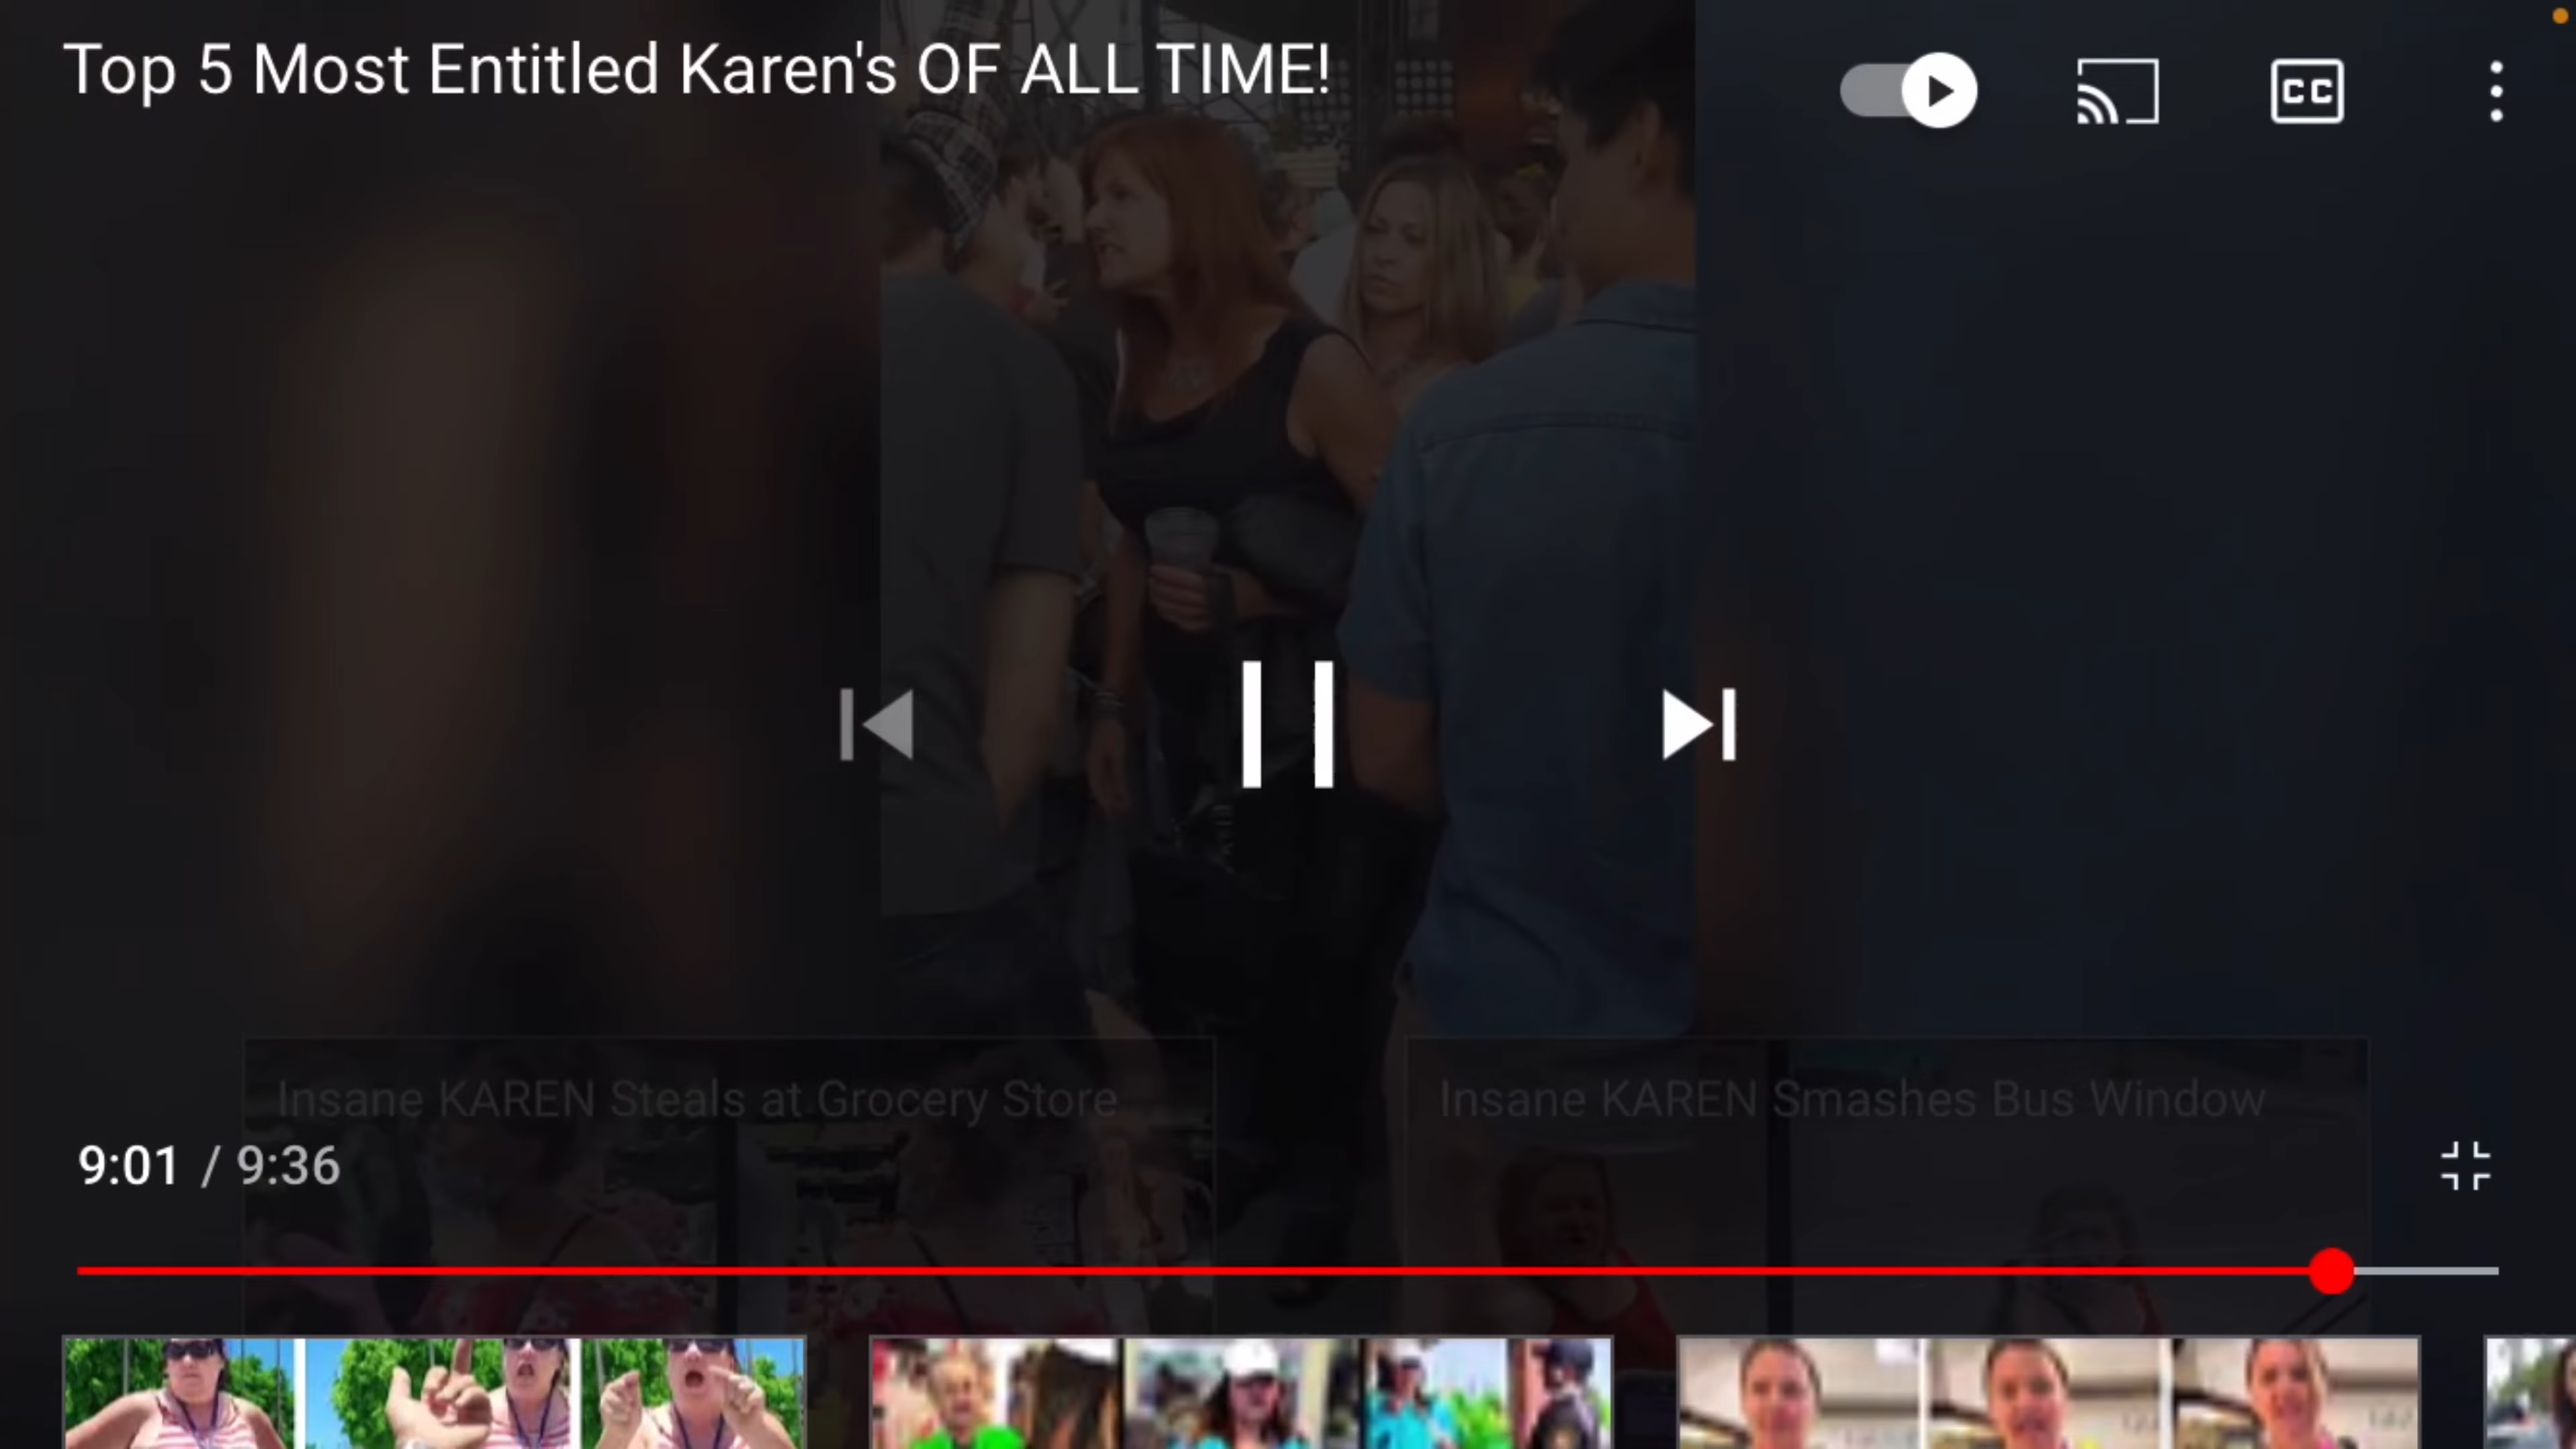 Top 5 Most Entitled Karen's OF ALL TIME!
CC
Insane KAREN Steals at Grocery Store
Insane KAREN Smashes Bus Window
9:01 / 9:36